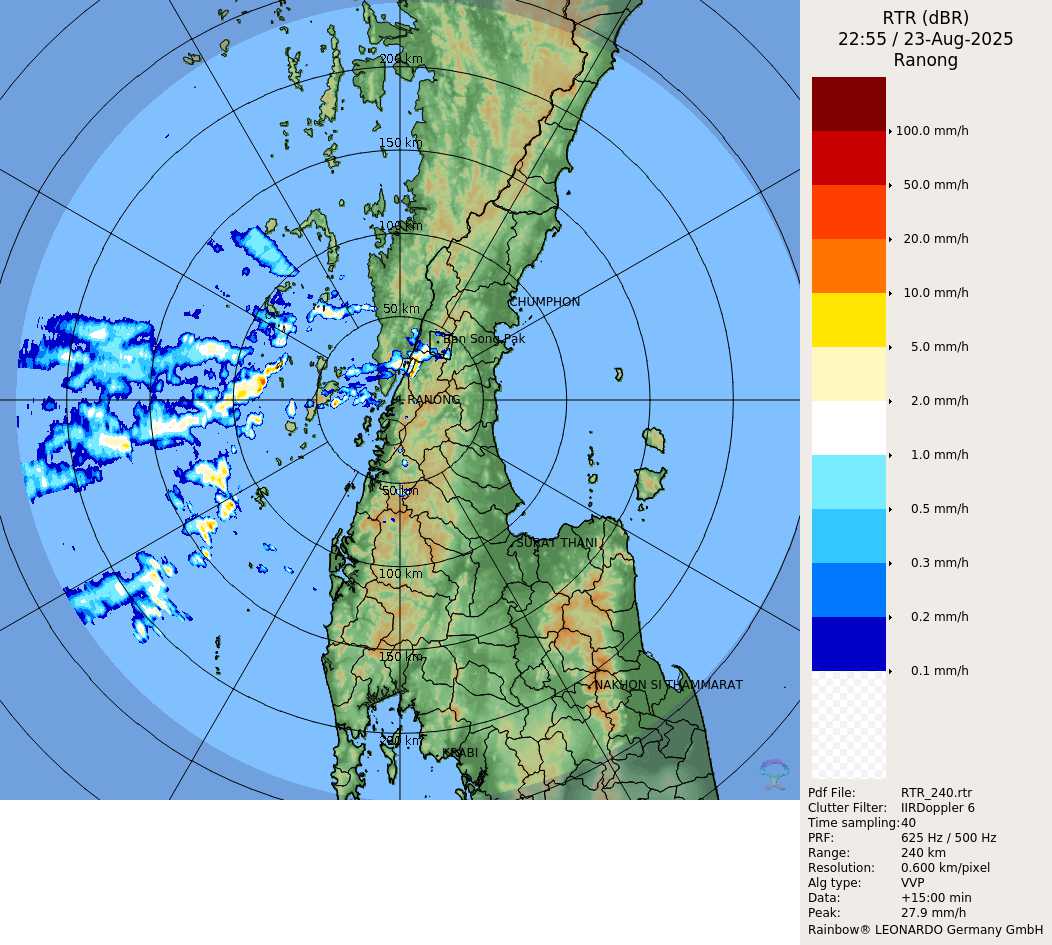 RTR (dBR)
22:55 / 23-Aug-2025
Ranong
200 km
150 km
100 km
50 km
CHUMPHON
Ban Song Pak
RANONG
50 km
SURAT THANI
100 km
150 km
NAKHON SI THAMMARAT
200 km
KRABI
100.0 mm/h
50.0 mm/h
20.0 mm/h
10.0 mm/h
5.0 mm/h
2.0 mm/h
1.0 mm/h
0.5 mm/h
0.3 mm/h
0.2 mm/h
0.1 mm/h
Pdf File: RTR_240.rtr
Clutter Filter: IIRDoppler 6
Time sampling: 40
PRF: 625 Hz / 500 Hz
Range: 240 km
Resolution: 0.600 km/pixel
Alg type: VVP
Data: +15:00 min
Peak: 27.9 mm/h
Rainbow® LEONARDO Germany GmbH